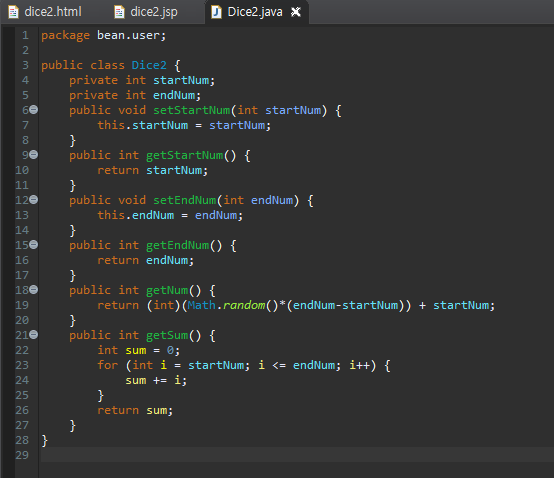 dice2.html dice2.jsp Dice2.java
1 package bean.user;
2
3 public class Dice2 {
4     private int startNum;
5     private int endNum;
6     public void setStartNum(int startNum) {
7         this.startNum = startNum;
8     }
9     public int getStartNum() {
10         return startNum;
11     }
12     public void setEndNum(int endNum) {
13         this.endNum = endNum;
14     }
15     public int getEndNum() {
16         return endNum;
17     }
18     public int getNum() {
19         return (int)(Math.random()*(endNum-startNum)) + startNum;
20     }
21     public int getSum() {
22         int sum = 0;
23         for (int i = startNum; i <= endNum; i++) {
24             sum += i;
25         }
26         return sum;
27     }
28 }
29